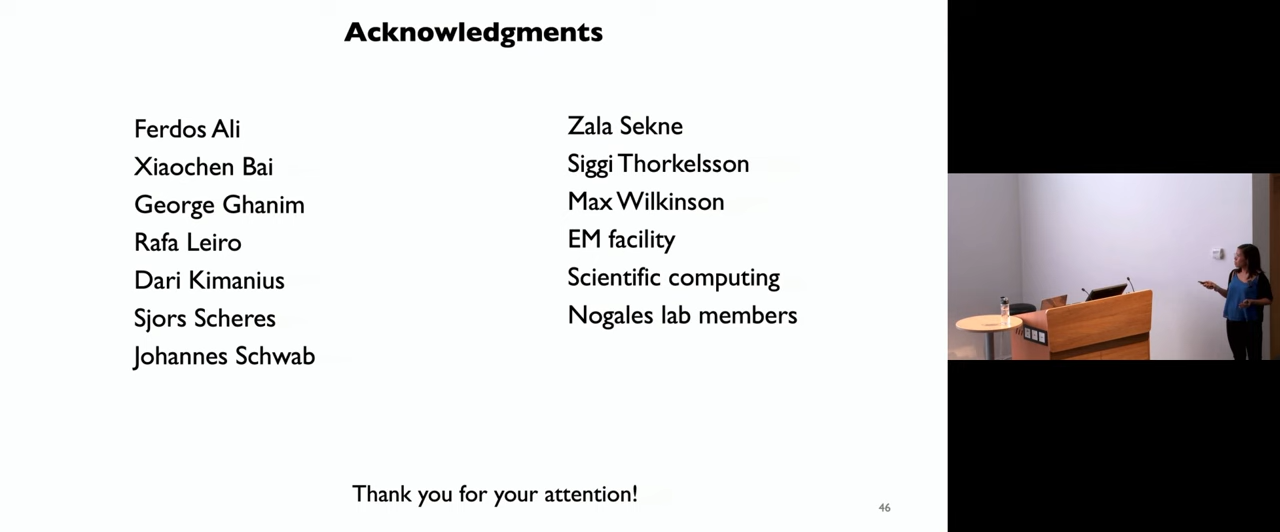 Acknowledgments
Ferdos Ali
Xiaochen Bai
George Ghanim
Rafa Leiro
Dari Kimanius
Sjors Scheres
Johannes Schwab
Zala Sekne
Siggi Thorkelsson
Max Wilkinson
EM facility
Scientific computing
Nogales lab members
Thank you for your attention!
46